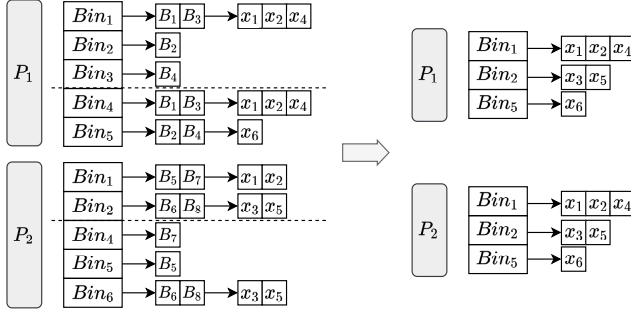 P₁
Bin₁ B₁ B₃ x₁ x₂ x₄
Bin₂ B₂
Bin₃ B₄
Bin₄ B₁ B₃ x₁ x₂ x₄
Bin₅ B₂ B₄ x₆
P₂
Bin₁ B₅ B₇ x₁ x₂
Bin₂ B₆ B₈ x₃ x₅
Bin₄ B₇
Bin₅ B₅
Bin₆ B₆ B₈ x₃ x₅
P₁
Bin₁ x₁ x₂ x₄
Bin₂ x₃ x₅
Bin₅ x₆
P₂
Bin₁ x₁ x₂ x₄
Bin₂ x₃ x₅
Bin₅ x₆